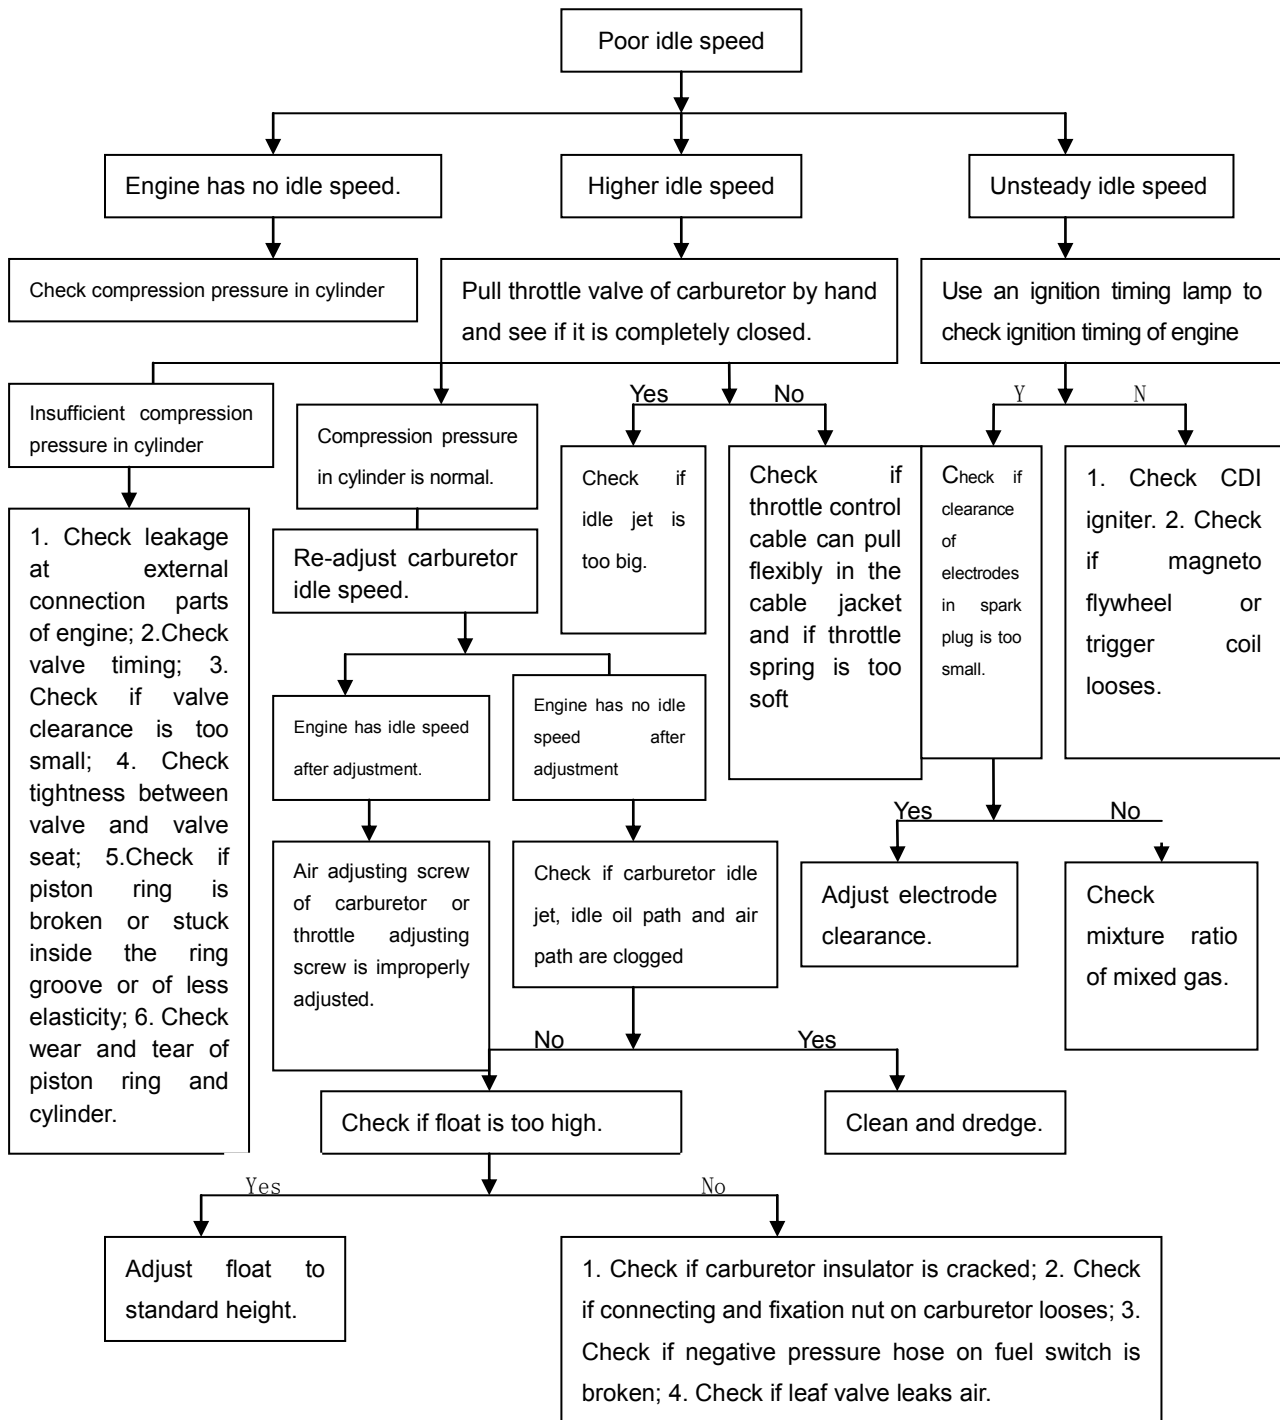 Poor idle speed
Engine has no idle speed.
Higher idle speed
Unsteady idle speed
Check compression pressure in cylinder
Pull throttle valve of carburetor by hand
and see if it is completely closed.
Use an ignition timing lamp to
check ignition timing of engine
Insufficient compression
pressure in cylinder
Compression pressure
in cylinder is normal.
Yes
No
Y
N
Check if
idle jet is
too big.
Check if
throttle control
cable can pull
flexibly in the
cable jacket
and if throttle
spring is too
soft
Check if
clearance
of
electrodes
in spark
plug is too
small.
1. Check CDI
igniter. 2. Check
if magneto
flywheel or
trigger coil
looses.
1. Check leakage
at external
connection parts
of engine; 2.Check
valve timing; 3.
Check if valve
clearance is too
small; 4. Check
tightness between
valve and valve
seat; 5.Check if
piston ring is
broken or stuck
inside the ring
groove or of less
elasticity; 6. Check
wear and tear of
piston ring and
cylinder.
Re-adjust carburetor
idle speed.
Engine has idle speed
after adjustment.
Engine has no idle
speed after
adjustment
Yes
No
Air adjusting screw
of carburetor or
throttle adjusting
screw is improperly
adjusted.
Check if carburetor idle
jet, idle oil path and air
path are clogged
Adjust electrode
clearance.
Check
mixture ratio
of mixed gas.
No
Yes
Check if float is too high.
Clean and dredge.
Yes
No
Adjust float to
standard height.
1. Check if carburetor insulator is cracked; 2. Check
if connecting and fixation nut on carburetor looses; 3.
Check if negative pressure hose on fuel switch is
broken; 4. Check if leaf valve leaks air.